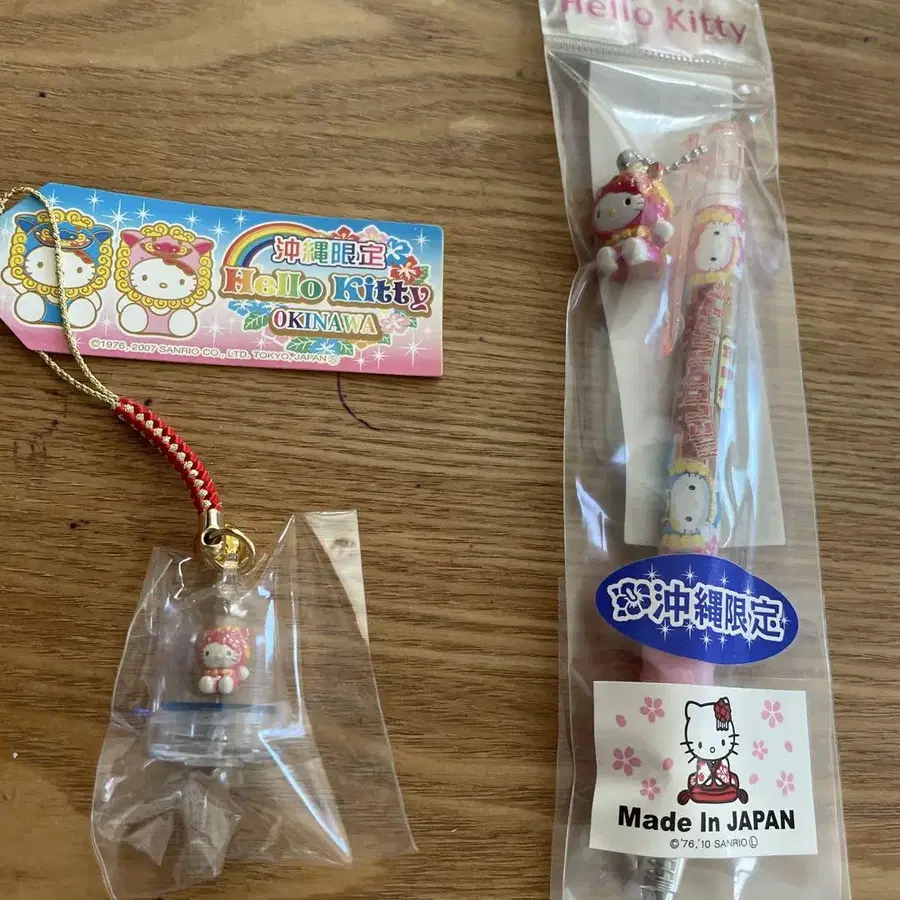 沖縄限定
Hello Kitty
OKINAWA
©1976, 2007 SANRIO CO., LTD. TOKYO, JAPAN Ⓛ
Hello Kitty
沖縄限定
Made In JAPAN
©'76,'10 SANRIO Ⓛ